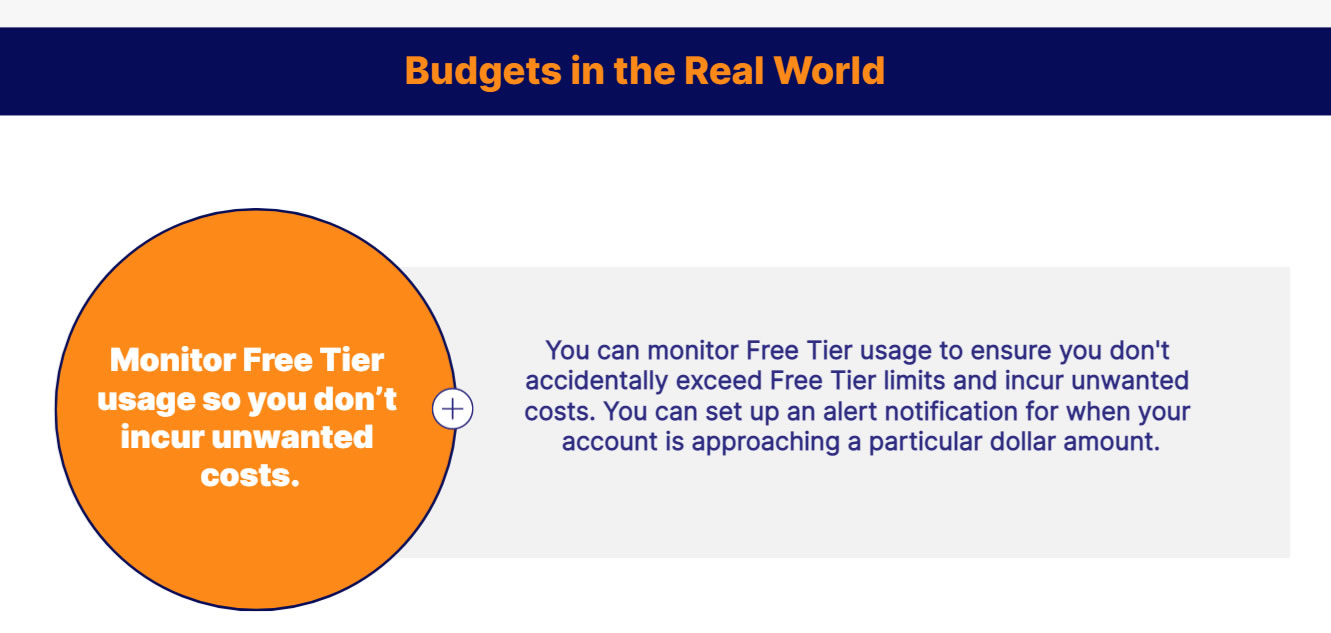 Budgets in the Real World
Monitor Free Tier
usage so you don’t
incur unwanted
costs.
You can monitor Free Tier usage to ensure you don't
accidentally exceed Free Tier limits and incur unwanted
costs. You can set up an alert notification for when your
account is approaching a particular dollar amount.